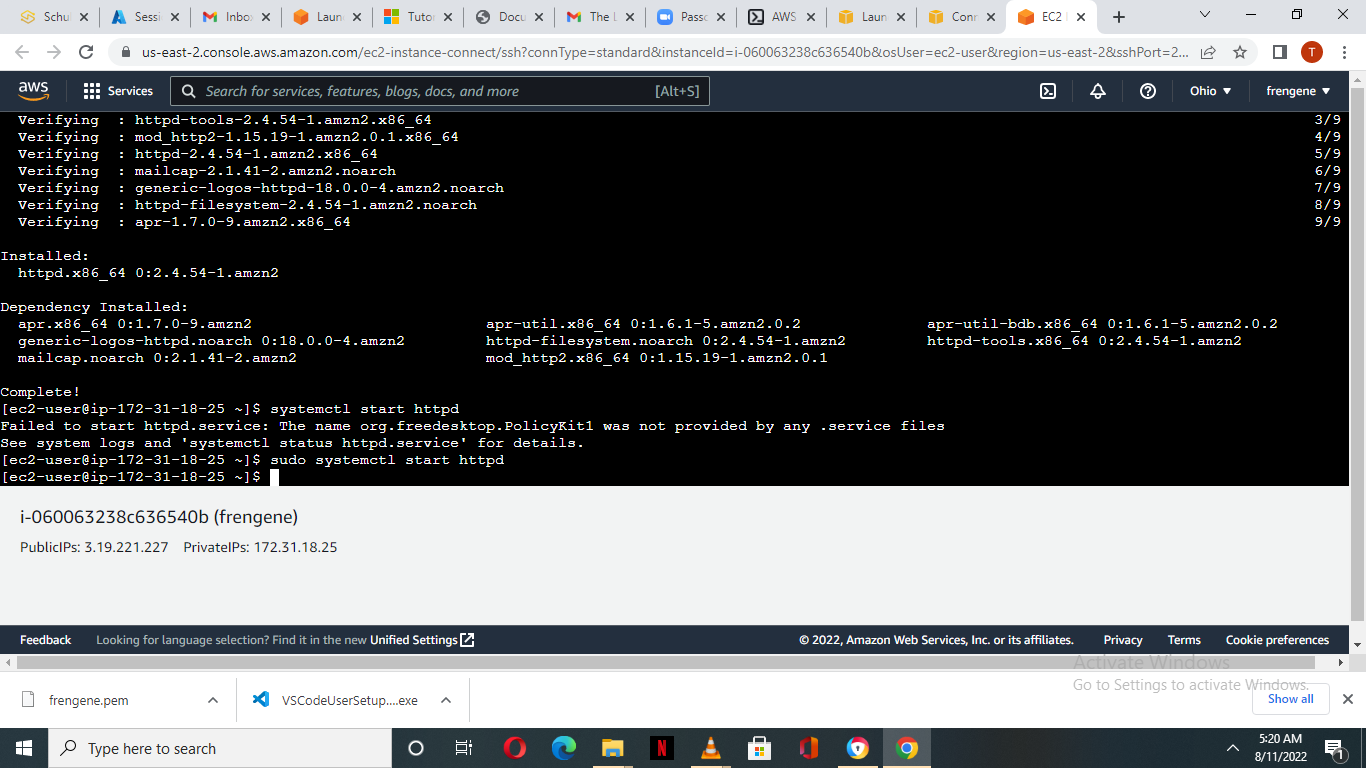 Schu
Sessi
Inbo
Laun
Tutor
Docu
The L
Passc
AWS
Laun
Conn
EC2
us-east-2.console.aws.amazon.com/ec2-instance-connect/ssh?connType=standard&instanceId=i-060063238c636540b&osUser=ec2-user&region=us-east-2&sshPort=2...
T
aws
Services
Search for services, features, blogs, docs, and more [Alt+S]
Ohio
frengene
Verifying : httpd-tools-2.4.54-1.amzn2.x86_64 3/9
Verifying : mod_http2-1.15.19-1.amzn2.0.1.x86_64 4/9
Verifying : httpd-2.4.54-1.amzn2.x86_64 5/9
Verifying : mailcap-2.1.41-2.amzn2.noarch 6/9
Verifying : generic-logos-httpd-18.0.0-4.amzn2.noarch 7/9
Verifying : httpd-filesystem-2.4.54-1.amzn2.noarch 8/9
Verifying : apr-1.7.0-9.amzn2.x86_64 9/9
Installed:
httpd.x86_64 0:2.4.54-1.amzn2
Dependency Installed:
apr.x86_64 0:1.7.0-9.amzn2 apr-util.x86_64 0:1.6.1-5.amzn2.0.2 apr-util-bdb.x86_64 0:1.6.1-5.amzn2.0.2
generic-logos-httpd.noarch 0:18.0.0-4.amzn2 httpd-filesystem.noarch 0:2.4.54-1.amzn2 httpd-tools.x86_64 0:2.4.54-1.amzn2
mailcap.noarch 0:2.1.41-2.amzn2 mod_http2.x86_64 0:1.15.19-1.amzn2.0.1
Complete!
[ec2-user@ip-172-31-18-25 ~]$ systemctl start httpd
Failed to start httpd.service: The name org.freedesktop.PolicyKit1 was not provided by any .service files
See system logs and 'systemctl status httpd.service' for details.
[ec2-user@ip-172-31-18-25 ~]$ sudo systemctl start httpd
[ec2-user@ip-172-31-18-25 ~]$
i-060063238c636540b (frengene)
PublicIPs: 3.19.221.227 PrivateIPs: 172.31.18.25
Feedback Looking for language selection? Find it in the new Unified Settings © 2022, Amazon Web Services, Inc. or its affiliates. Privacy Terms Cookie preferences
Activate Windows
Go to Settings to activate Windows.
frengene.pem
VSCodeUserSetup....exe
Show all
Type here to search
N
5:20 AM
8/11/2022
1